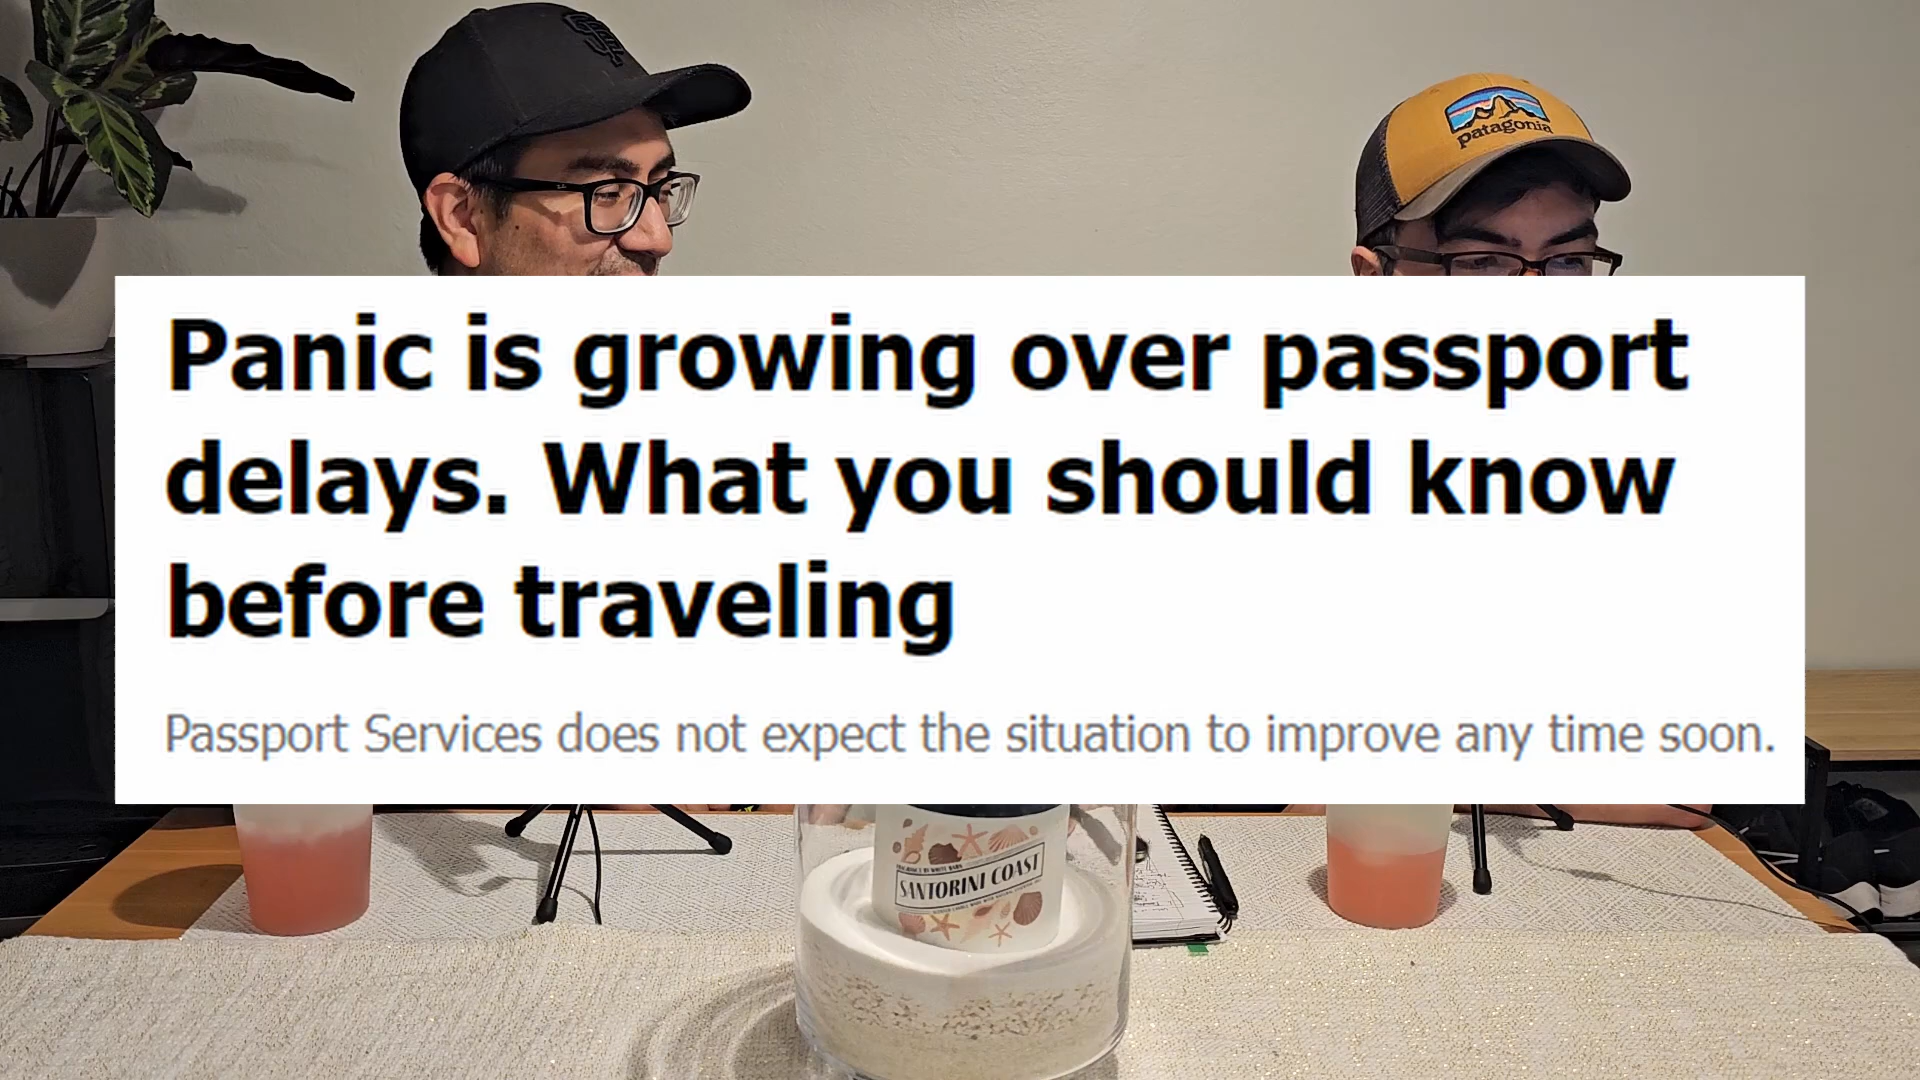 patagonia
Panic is growing over passport
delays. What you should know
before traveling
Passport Services does not expect the situation to improve any time soon.
SANTORINI COAST